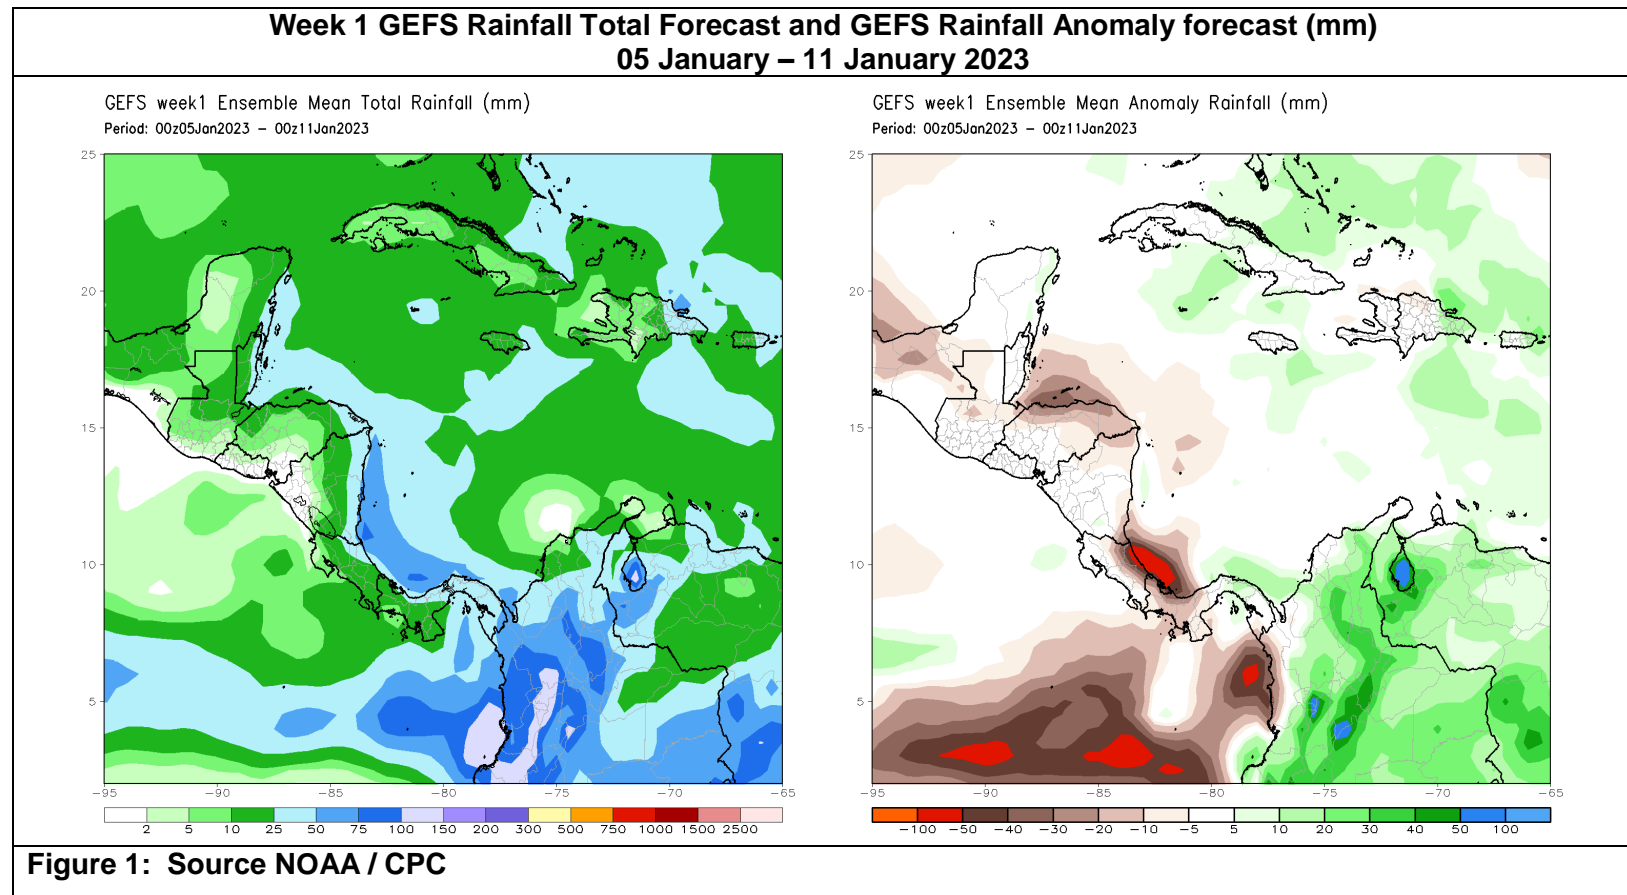 Week 1 GEFS Rainfall Total Forecast and GEFS Rainfall Anomaly forecast (mm)
05 January – 11 January 2023
GEFS week1 Ensemble Mean Total Rainfall (mm)
Period: 00z05Jan2023 – 00z11Jan2023
25
20
15
10
5
−95 −90 −85 −80 −75 −70 −65
2 5 10 25 50 75 100 150 200 300 500 750 1000 1500 2500
GEFS week1 Ensemble Mean Anomaly Rainfall (mm)
Period: 00z05Jan2023 – 00z11Jan2023
25
20
15
10
5
−95 −90 −85 −80 −75 −70 −65
−100 −50 −40 −30 −20 −10 −5 5 10 20 30 40 50 100
Figure 1: Source NOAA / CPC